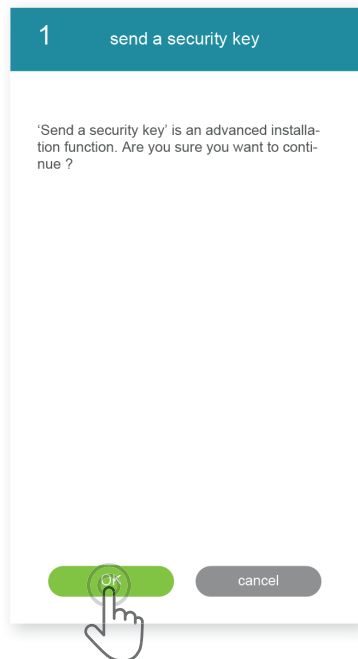 1 send a security key
‘Send a security key’ is an advanced installa-
tion function. Are you sure you want to conti-
nue ?
OK cancel